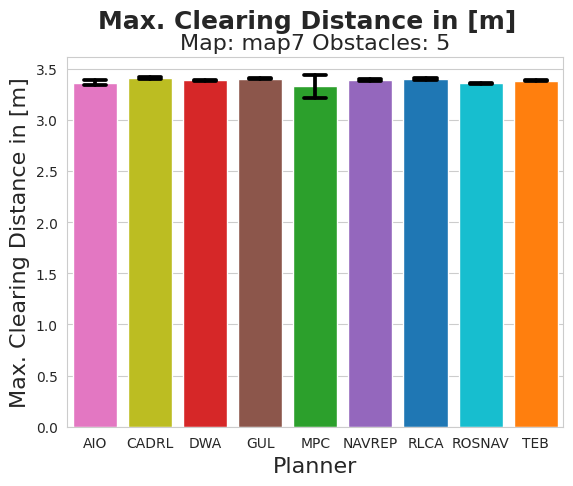 Max. Clearing Distance in [m]
Map: map7 Obstacles: 5
Max. Clearing Distance in [m]
3.5
3.0
2.5
2.0
1.5
1.0
0.5
0.0
AIO CADRL DWA GUL MPC NAVREP RLCA ROSNAV TEB
Planner